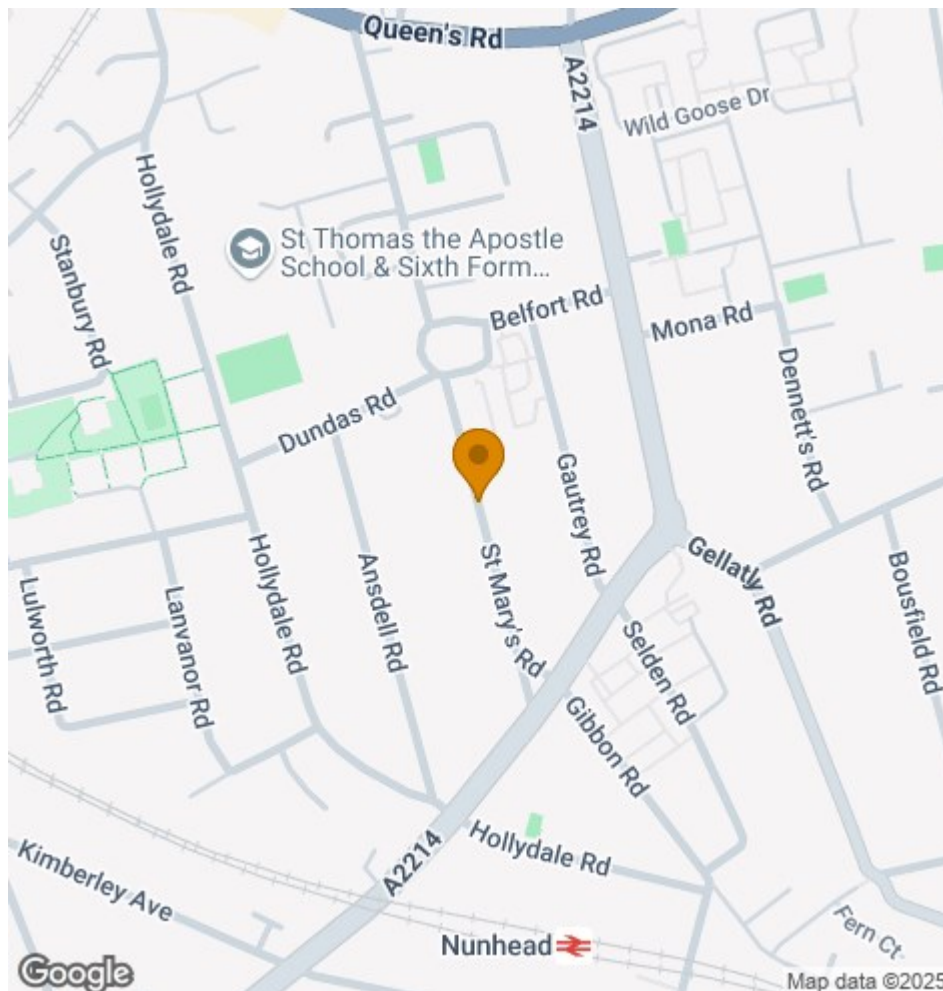 Queen's Rd
A2214
Wild Goose Dr
Hollydale Rd
Stanbury Rd
St Thomas the Apostle
School & Sixth Form...
Belfort Rd
Mona Rd
Dundas Rd
Dennett's Rd
Gautrey Rd
Gellatly Rd
St Mary's Rd
Hollydale Rd
Ansdell Rd
Lulworth Rd
Lanvanor Rd
Bousfield Rd
Selden Rd
Gibbon Rd
A2214
Hollydale Rd
Kimberley Ave
Fern Ct
Nunhead
Google
Map data ©2025